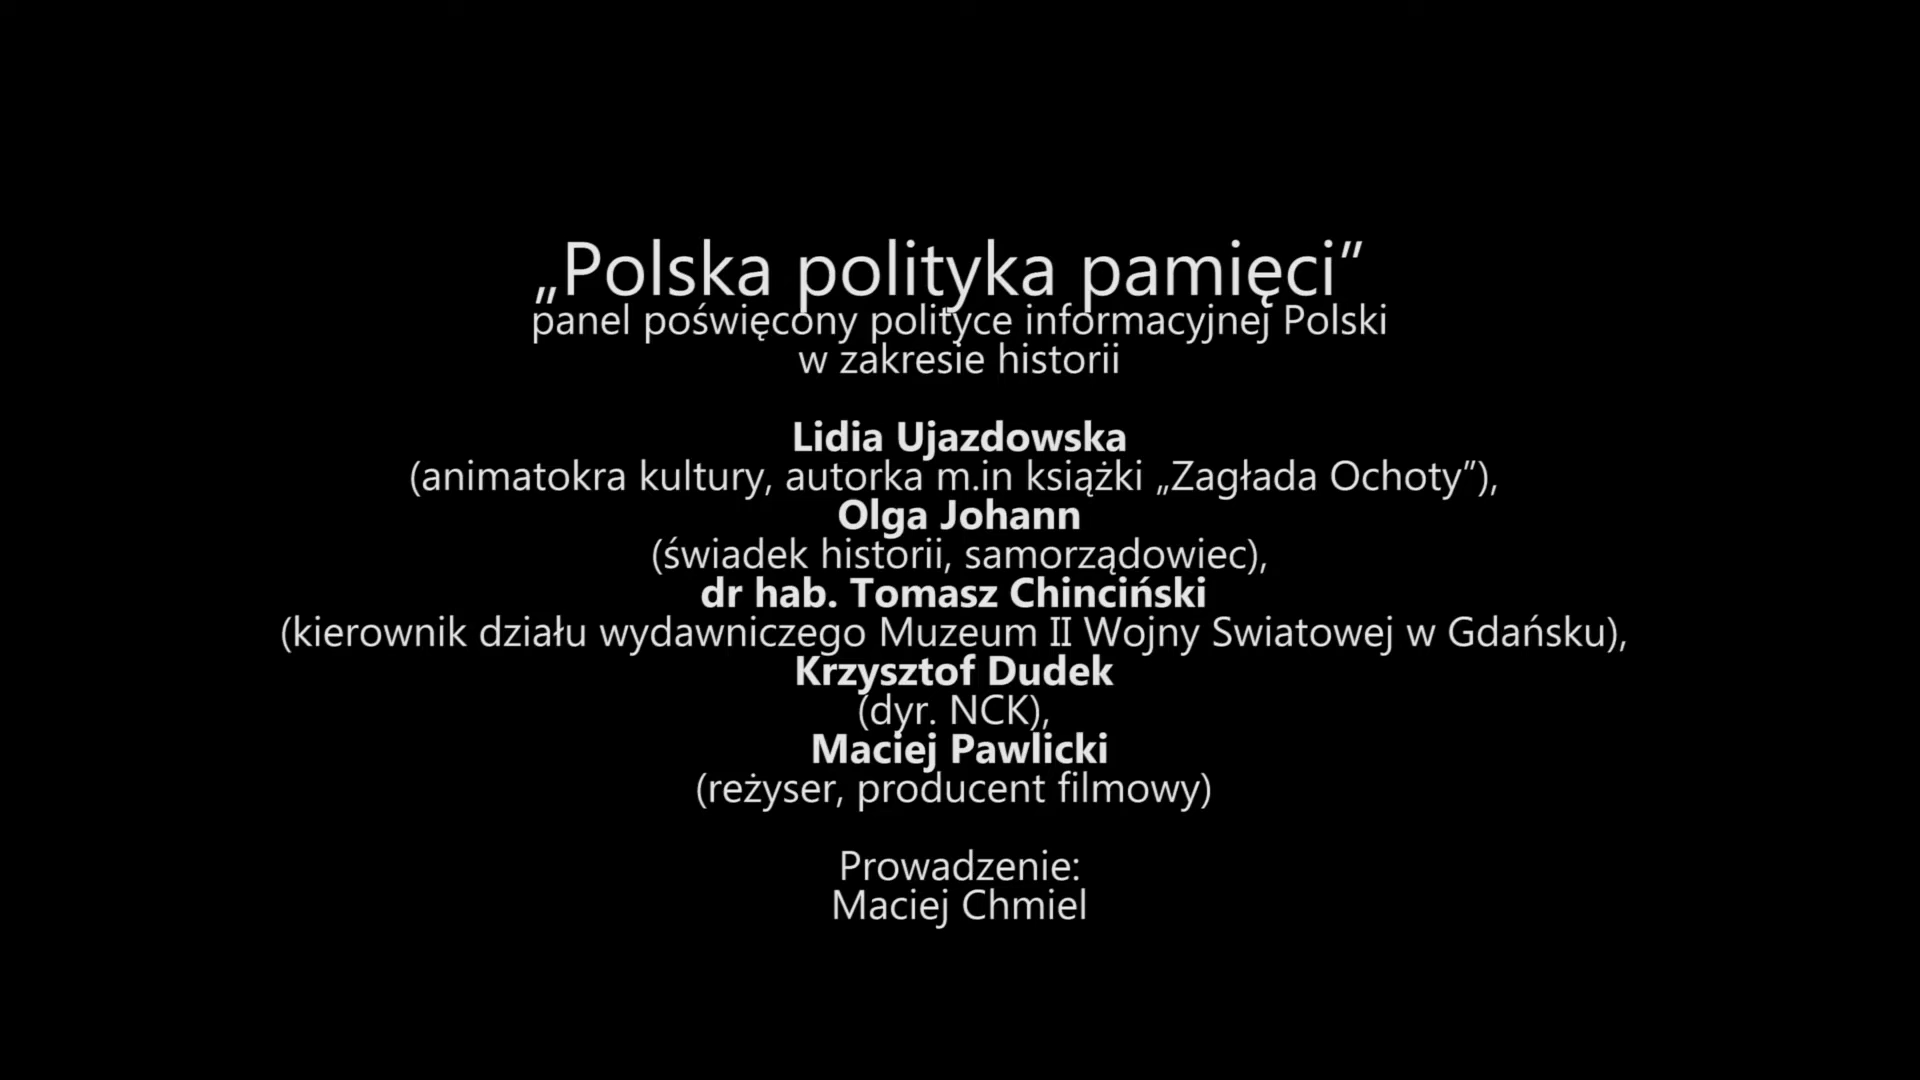 „Polska polityka pamięci”
panel poświęcony polityce informacyjnej Polski
w zakresie historii
Lidia Ujazdowska
(animatokra kultury, autorka m.in książki „Zagłada Ochoty”),
Olga Johann
(świadek historii, samorządowiec),
dr hab. Tomasz Chinciński
(kierownik działu wydawniczego Muzeum II Wojny Swiatowej w Gdańsku),
Krzysztof Dudek
(dyr. NCK),
Maciej Pawlicki
(reżyser, producent filmowy)
Prowadzenie:
Maciej Chmiel